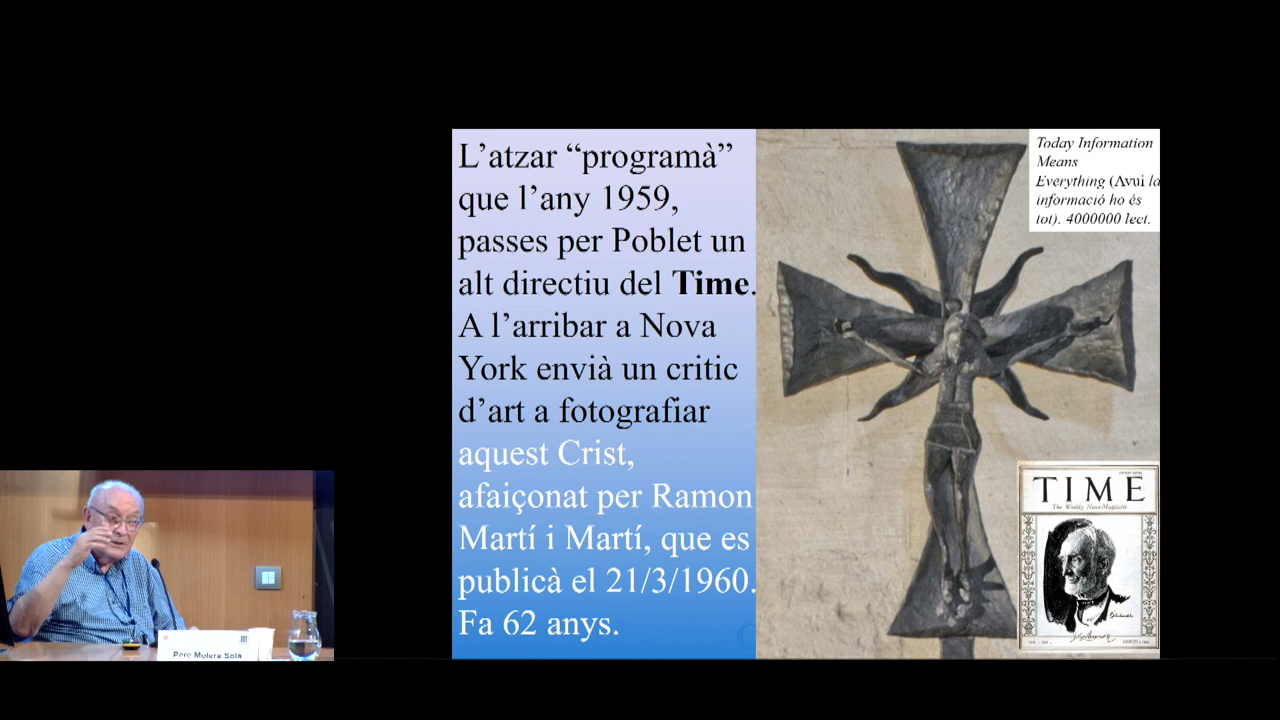 L'atzar “programà”
que l'any 1959,
passes per Poblet un
alt directiu del Time.
A l'arribar a Nova
York envià un critic
d'art a fotografiar
aquest Crist,
afaiçonat per Ramon
Martí i Martí, que es
publicà el 21/3/1960.
Fa 62 anys.
Today Information
Means
Everything (Avui la
informació ho és
tot). 4000000 lect.
TIME
The Weekly News-Magazine
Pere Molera Solà